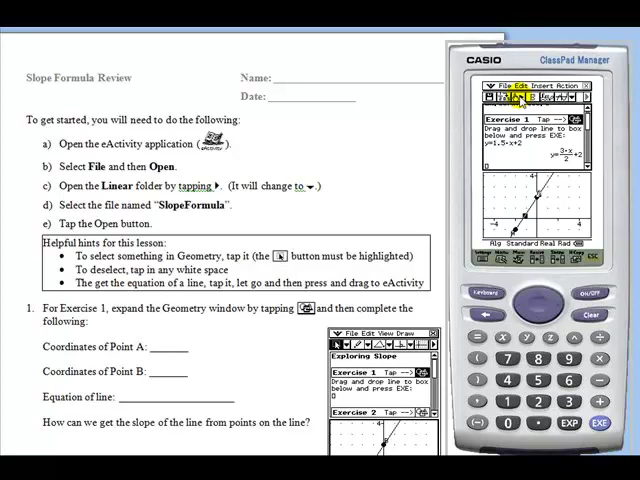 Slope Formula Review
Name:
Date:
To get started, you will need to do the following:
a) Open the eActivity application (eActivity).
b) Select File and then Open.
c) Open the Linear folder by tapping. (It will change to .)
d) Select the file named “SlopeFormula”.
e) Tap the Open button.
Helpful hints for this lesson:
• To select something in Geometry, tap it (the button must be highlighted)
• To deselect, tap in any white space
• The get the equation of a line, tap it, let go and then press and drag to eActivity
1. For Exercise 1, expand the Geometry window by tapping and then complete the
following:
Coordinates of Point A:
Coordinates of Point B:
Equation of line:
How can we get the slope of the line from points on the line?
File Edit View Draw
Exploring Slope
Exercise 1 Tap -->
Drag and drop line to box
below and press EXE:
Exercise 2 Tap -->
4
CASIO ClassPad Manager
File Edit Insert Action
Exercise 1 Tap -->
Drag and drop line to box
below and press EXE:
y=1.5·x+2
y=3·x/2+2
4
-4 4
Alg Standard Real Rad
ESC
Keyboard ON/OFF
Clear
= x y z ^ ÷
( 7 8 9 ×
) 4 5 6 −
, 1 2 3 +
(−) 0 . EXP EXE